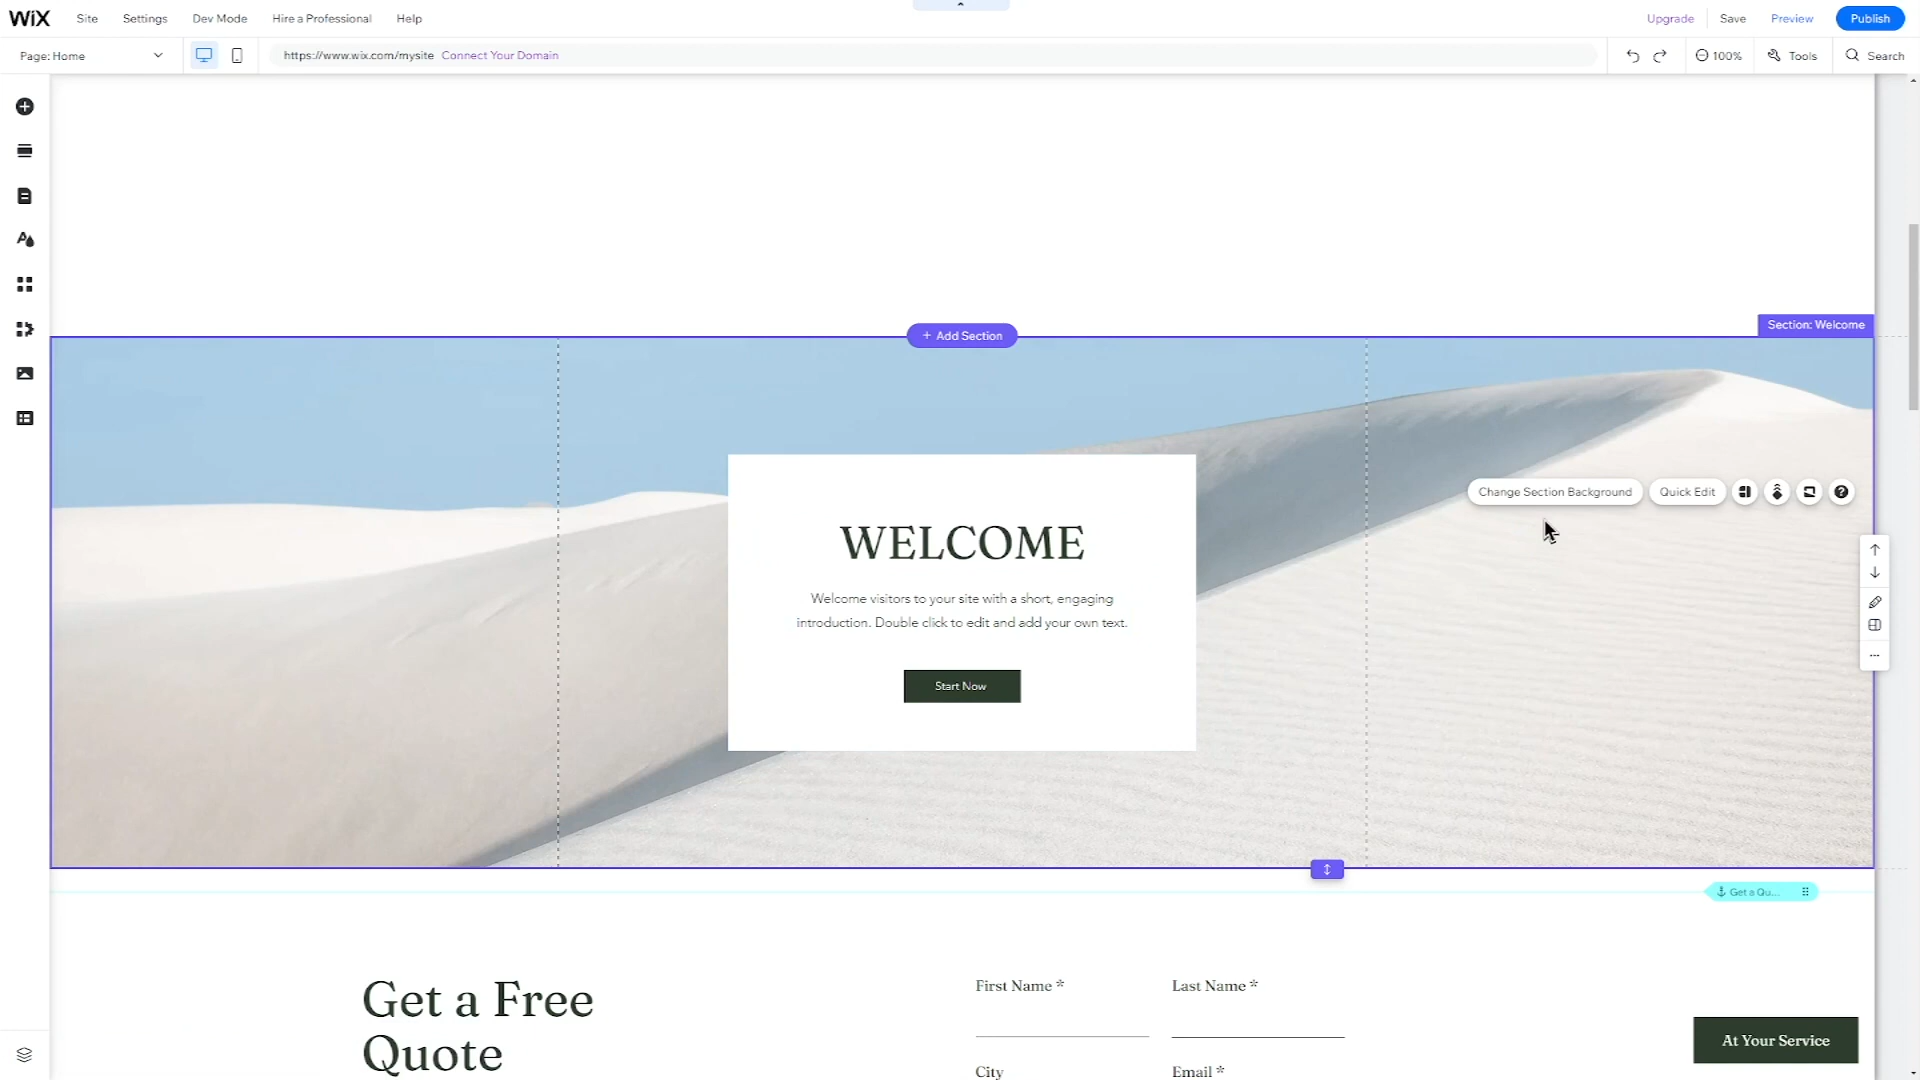 WiX Site Settings Dev Mode Hire a Professional Help Upgrade Save Preview Publish
Page: Home https://www.wix.com/mysite Connect Your Domain 100% Tools Search
+ Add Section
Section: Welcome
Change Section Background Quick Edit
WELCOME
Welcome visitors to your site with a short, engaging
introduction. Double click to edit and add your own text.
Start Now
Get a Qu...
Get a Free
Quote
First Name * Last Name *
City Email *
At Your Service